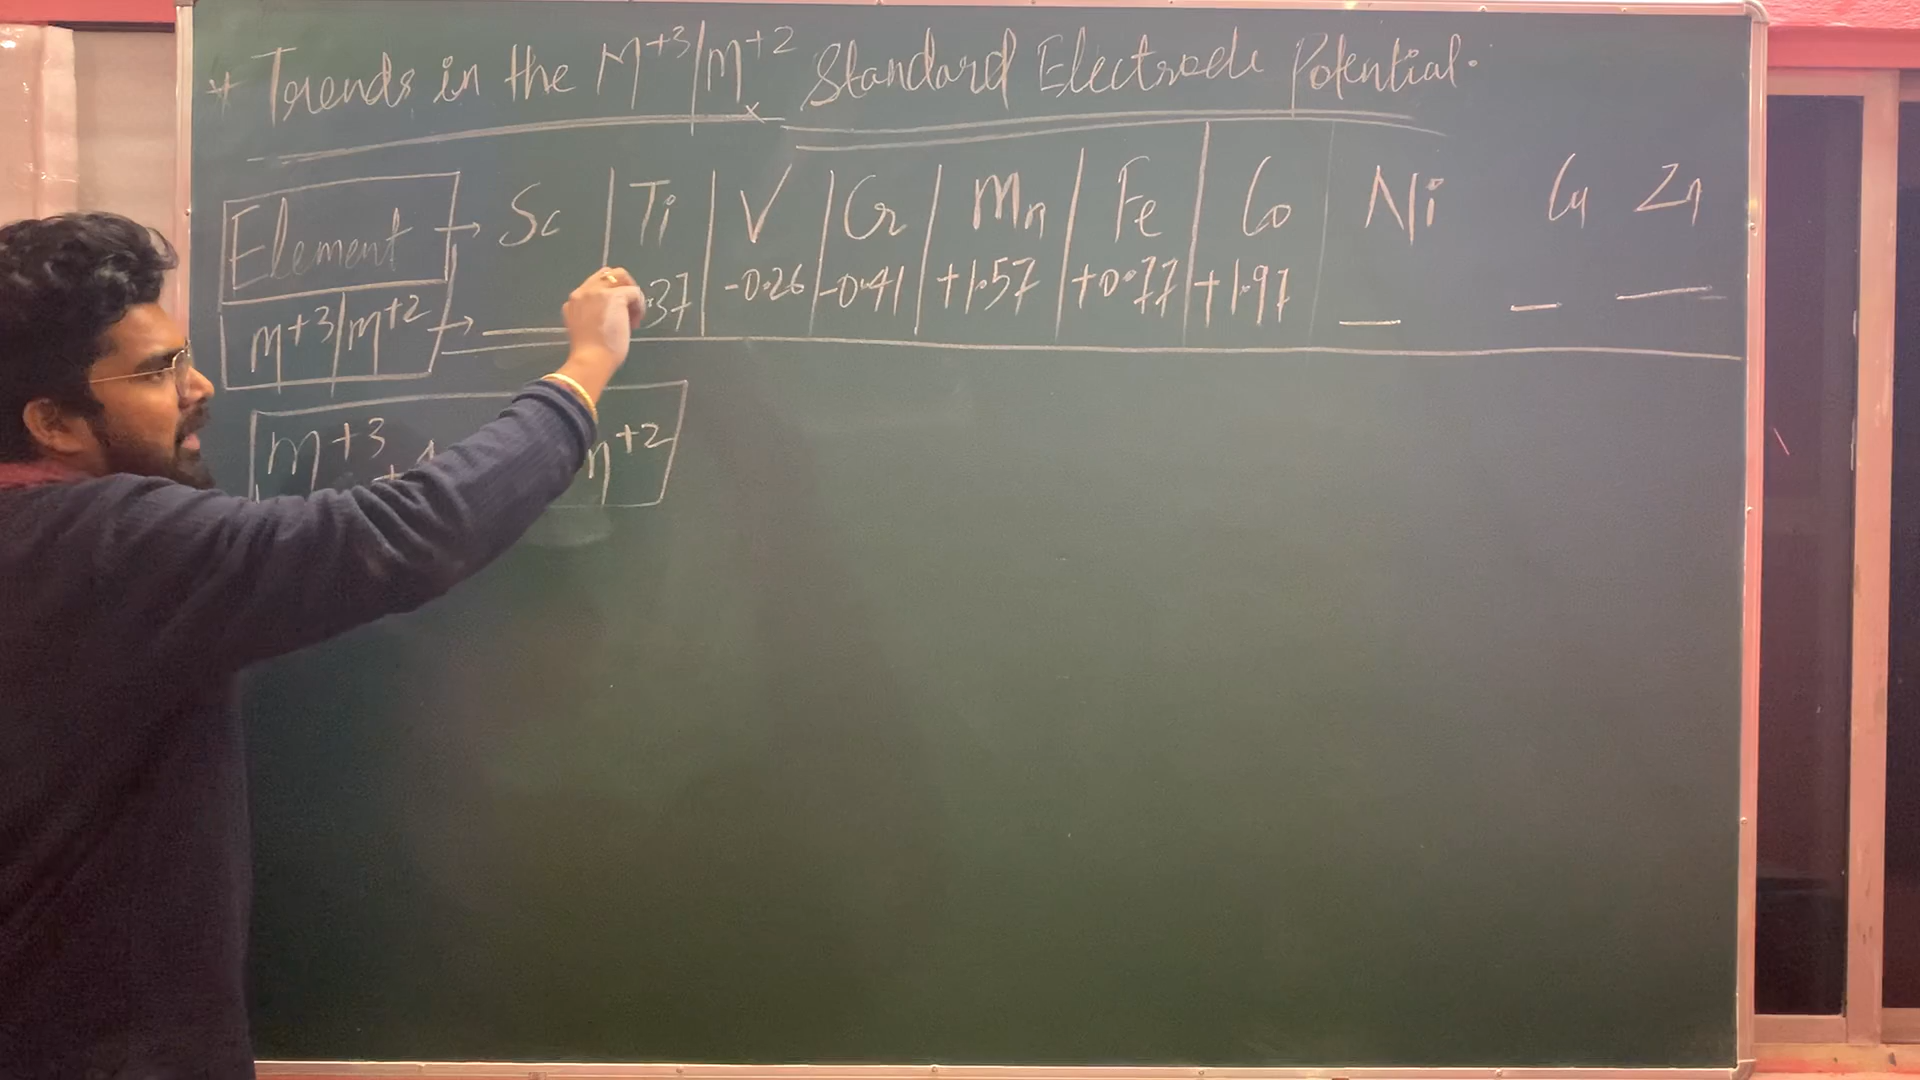 * Trends in the M+3/M+2 Standard Electrode Potential.
Element → Sc Ti V Cr Mn Fe Co Ni Cu Zn
m+3/m+2 → — .37 -0.26 -0.41 +1.57 +0.77 +1.97 — — —
m+3 +2